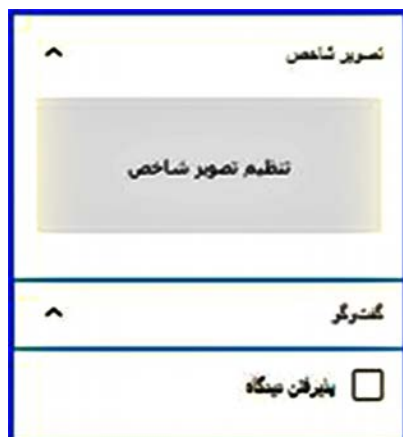 تصویر شاخص
تنظیم تصویر شاخص
گفت‌وگو
پذیرفتن دیدگاه